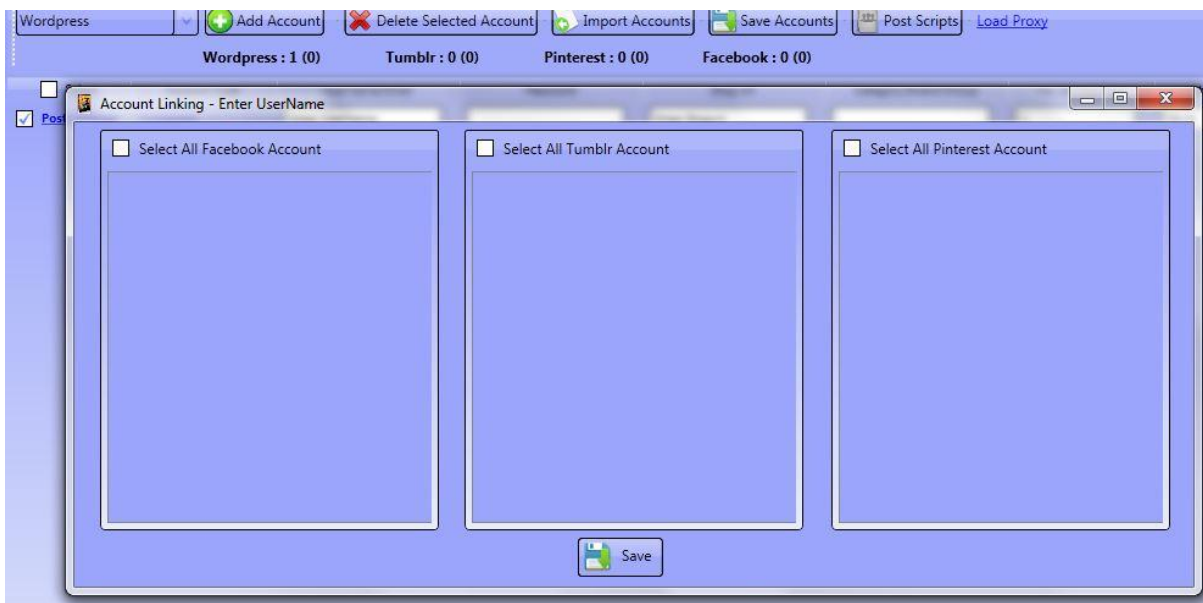 Wordpress Add Account Delete Selected Account Import Accounts Save Accounts Post Scripts Load Proxy
Wordpress : 1 (0) Tumblr : 0 (0) Pinterest : 0 (0) Facebook : 0 (0)
Account Linking - Enter UserName
Post
Select All Facebook Account Select All Tumblr Account Select All Pinterest Account
Save